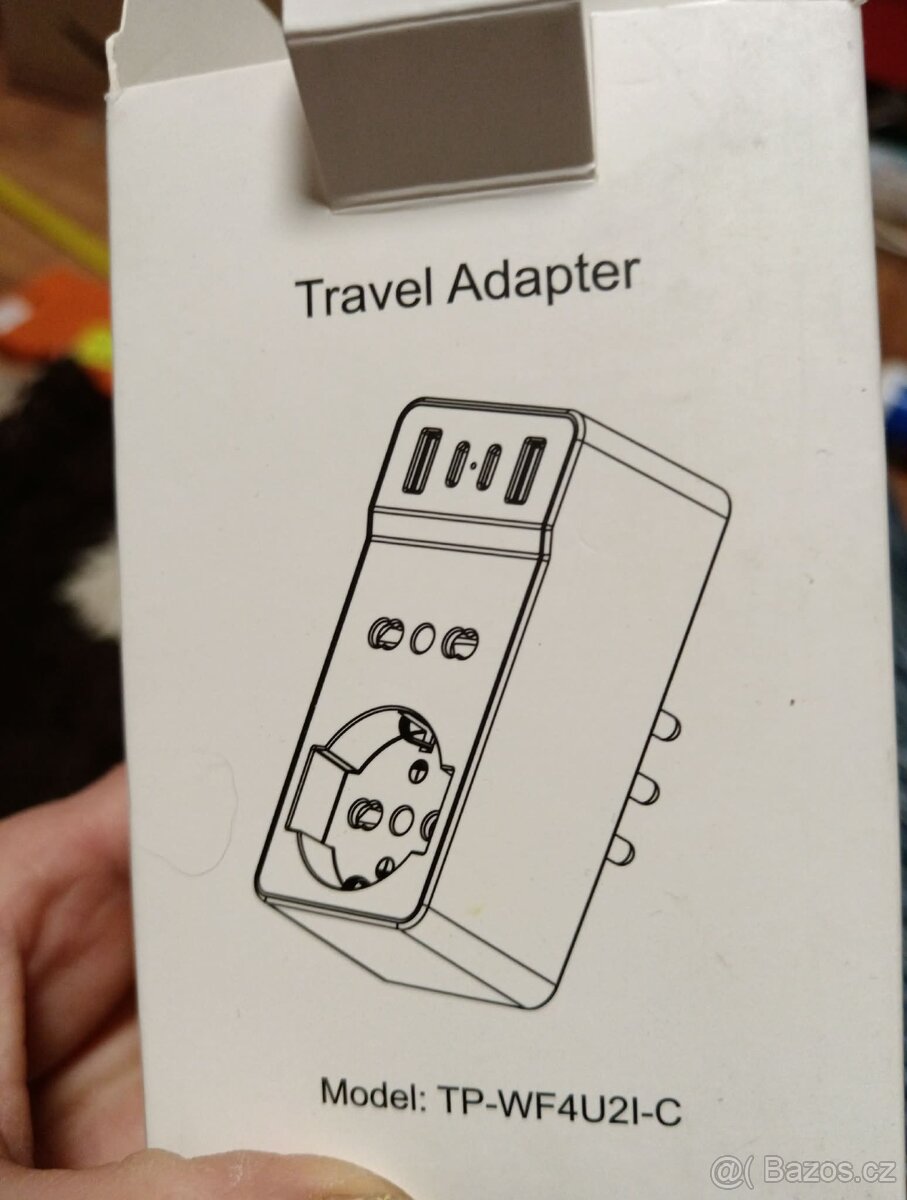 Travel Adapter
Model: TP-WF4U2I-C
@( Bazos.cz